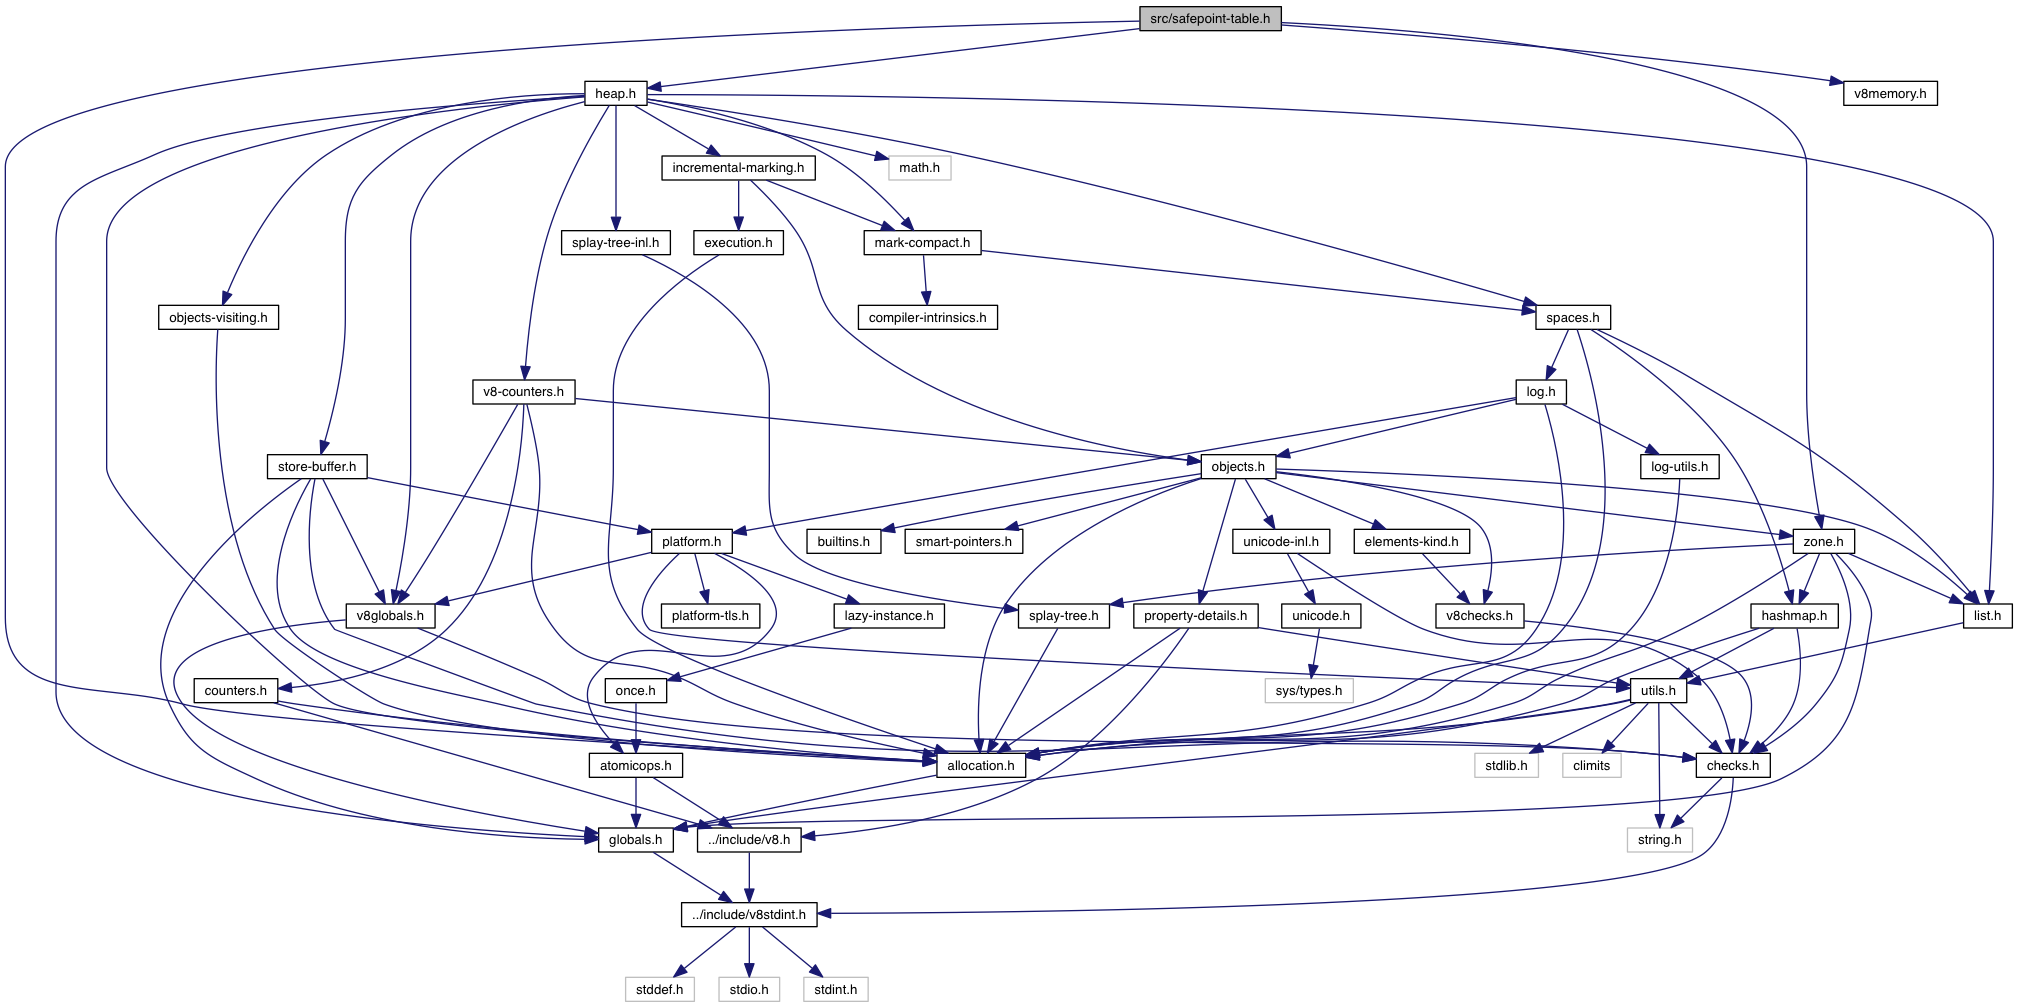 src/safepoint-table.h
heap.h
v8memory.h
incremental-marking.h
math.h
splay-tree-inl.h
execution.h
mark-compact.h
objects-visiting.h
compiler-intrinsics.h
spaces.h
v8-counters.h
log.h
store-buffer.h
objects.h
log-utils.h
platform.h
builtins.h
smart-pointers.h
unicode-inl.h
elements-kind.h
zone.h
v8globals.h
platform-tls.h
lazy-instance.h
splay-tree.h
property-details.h
unicode.h
v8checks.h
hashmap.h
list.h
counters.h
once.h
sys/types.h
utils.h
atomicops.h
allocation.h
stdlib.h
climits
checks.h
globals.h
../include/v8.h
string.h
../include/v8stdint.h
stddef.h
stdio.h
stdint.h